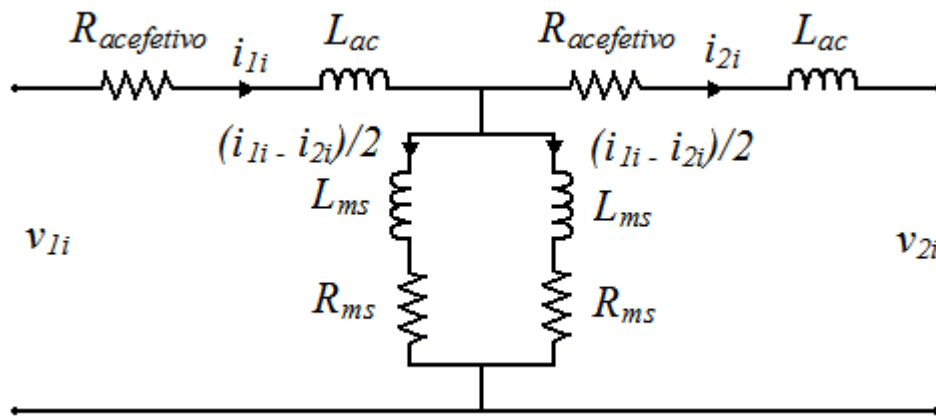 R_acefetivo L_ac R_acefetivo L_ac
i_1i i_2i
(i_1i - i_2i)/2 (i_1i - i_2i)/2
L_ms L_ms
v_1i v_2i
R_ms R_ms